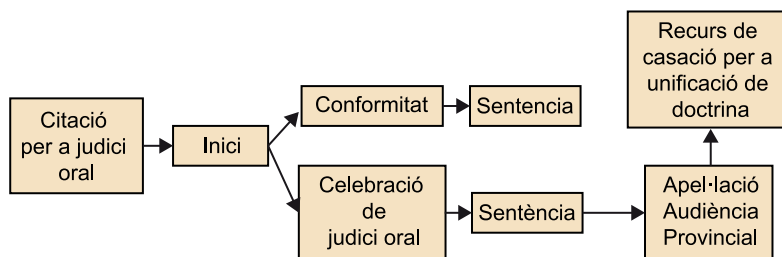 Citació
per a judici
oral
Inici
Conformitat
Sentencia
Celebració
de
judici oral
Sentència
Apel·lació
Audiència
Provincial
Recurs de
casació per a
unificació de
doctrina